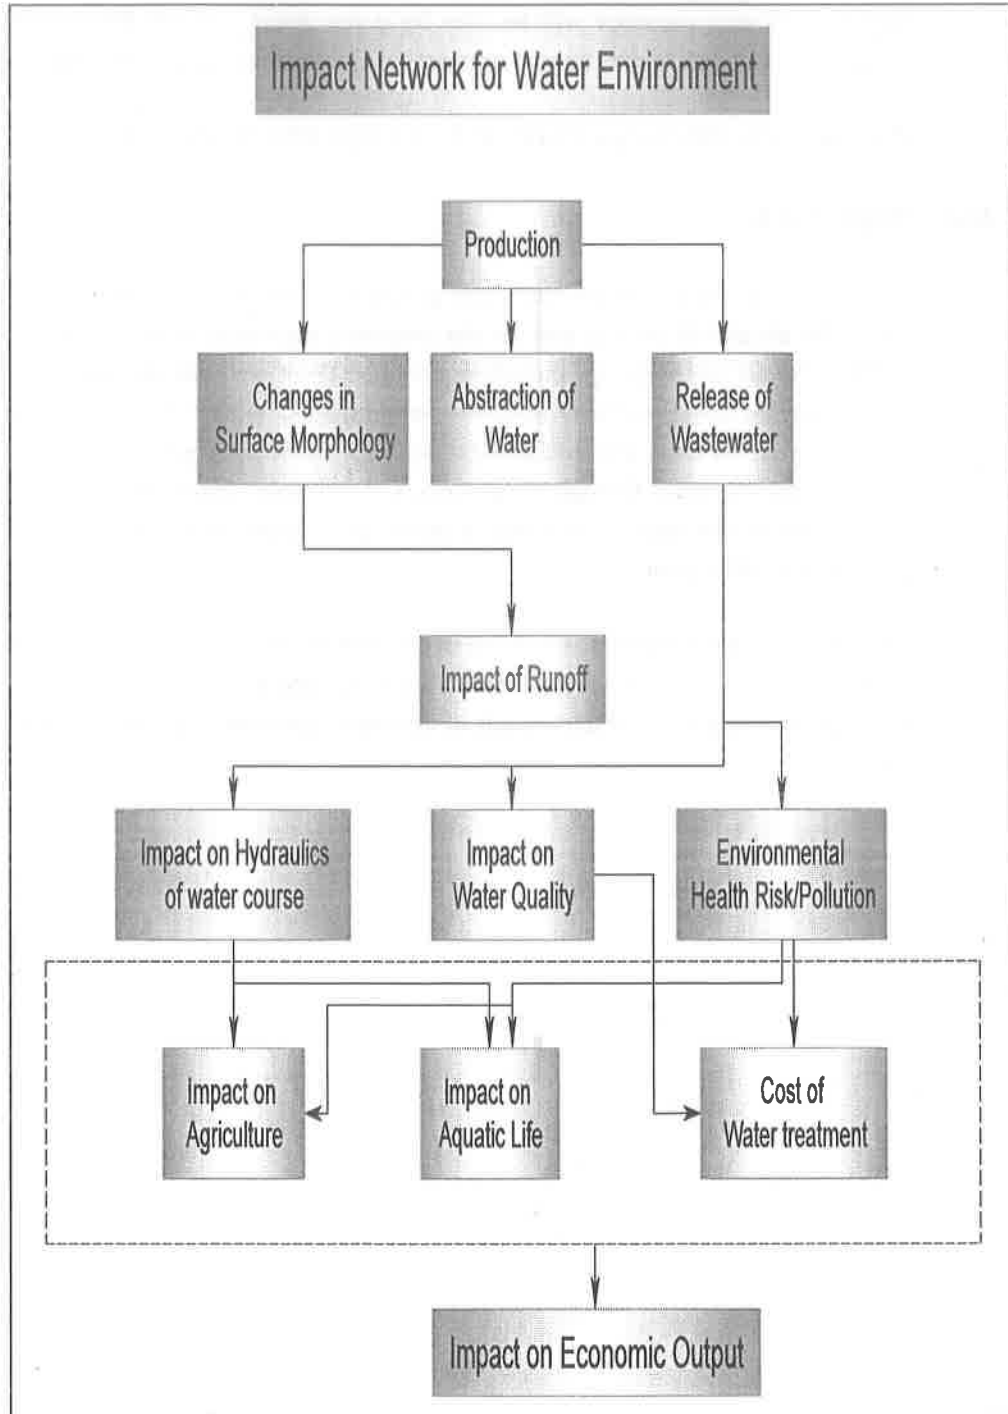 Impact Network for Water Environment
Production
Changes in
Surface Morphology
Abstraction of
Water
Release of
Wastewater
Impact of Runoff
Impact on Hydraulics
of water course
Impact on
Water Quality
Environmental
Health Risk/Pollution
Impact on
Agriculture
Impact on
Aquatic Life
Cost of
Water treatment
Impact on Economic Output